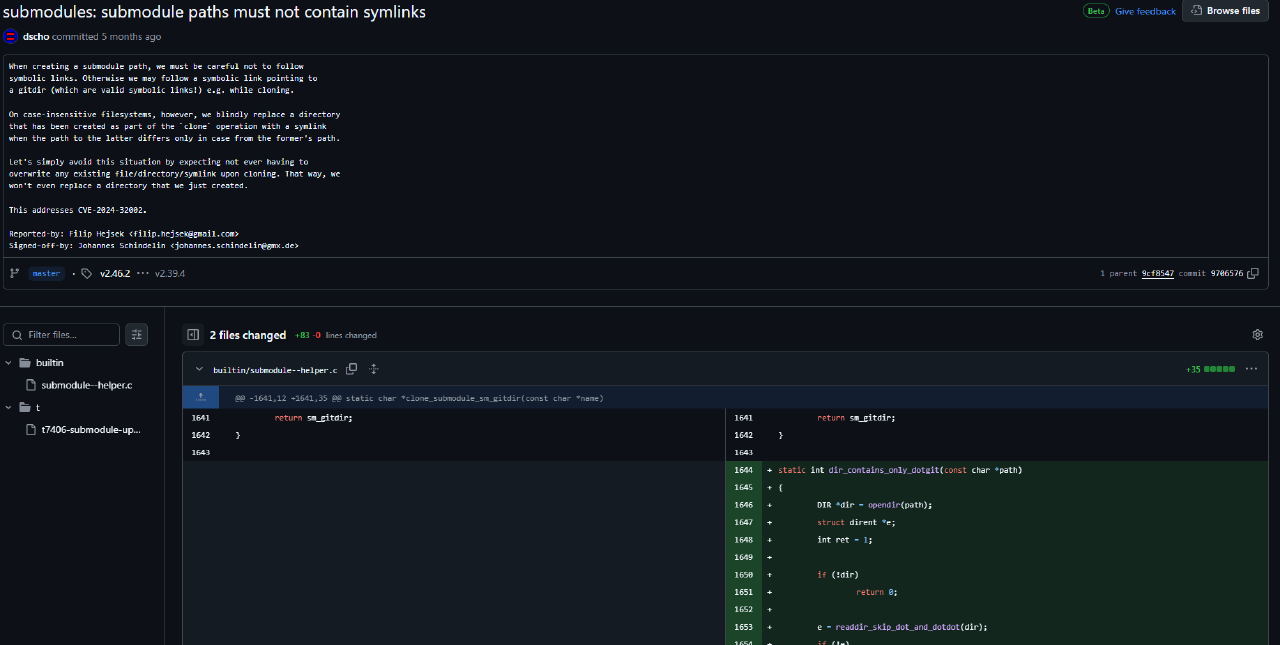 submodules: submodule paths must not contain symlinks
Beta Give feedback Browse files
dscho committed 5 months ago
When creating a submodule path, we must be careful not to follow
symbolic links. Otherwise we may follow a symbolic link pointing to
a gitdir (which are valid symbolic links!) e.g. while cloning.
On case-insensitive filesystems, however, we blindly replace a directory
that has been created as part of the `clone` operation with a symlink
when the path to the latter differs only in case from the former's path.
Let's simply avoid this situation by expecting not ever having to
overwrite any existing file/directory/symlink upon cloning. That way, we
won't even replace a directory that we just created.
This addresses CVE-2024-32002.
Reported-by: Filip Hejsek <filip.hejsek@gmail.com>
Signed-off-by: Johannes Schindelin <johannes.schindelin@gmx.de>
master · v2.46.2 ··· v2.39.4
1 parent 9cf8547 commit 9706576
Filter files...
builtin
submodule--helper.c
t
t7406-submodule-up...
2 files changed +83 -0 lines changed
builtin/submodule--helper.c
+35 ···
@@ -1641,12 +1641,35 @@ static char *clone_submodule_sm_gitdir(const char *name)
1641 return sm_gitdir; 1641 return sm_gitdir;
1642 } 1642 }
1643 1643
1644 + static int dir_contains_only_dotgit(const char *path)
1645 + {
1646 + DIR *dir = opendir(path);
1647 + struct dirent *e;
1648 + int ret = 1;
1649 +
1650 + if (!dir)
1651 + return 0;
1652 +
1653 + e = readdir_skip_dot_and_dotdot(dir);
1654 + if (!e)